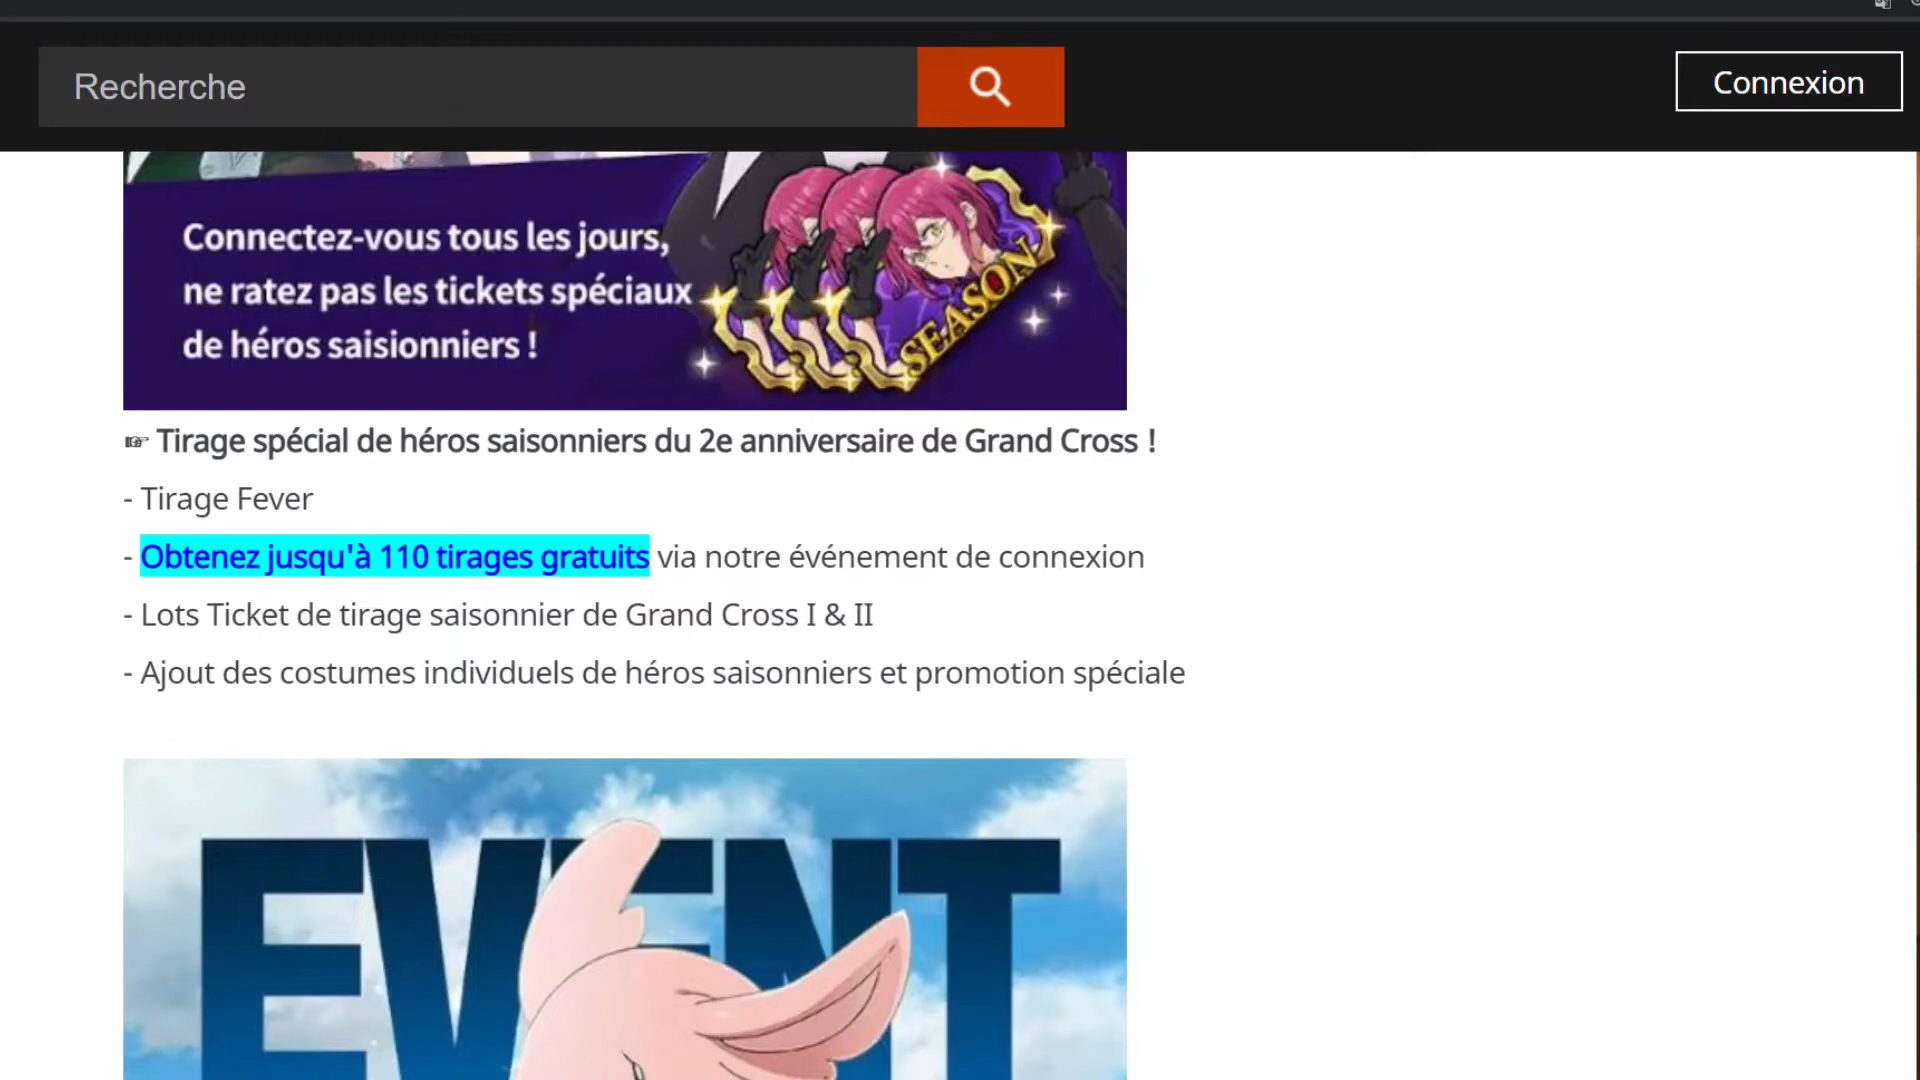 Recherche
Connexion
Connectez-vous tous les jours,
ne ratez pas les tickets spéciaux
de héros saisionniers !
SEASON
☞ Tirage spécial de héros saisonniers du 2e anniversaire de Grand Cross !
- Tirage Fever
- Obtenez jusqu'à 110 tirages gratuits via notre événement de connexion
- Lots Ticket de tirage saisonnier de Grand Cross I & II
- Ajout des costumes individuels de héros saisonniers et promotion spéciale
EVENT